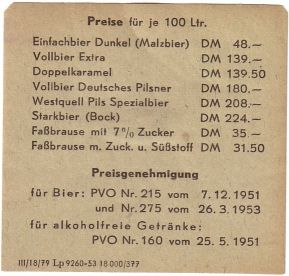 Preise für je 100 Ltr.
Einfachbier Dunkel (Malzbier) DM 48.—
Vollbier Extra DM 139.—
Doppelkaramel DM 139.50
Vollbier Deutsches Pilsner DM 180.—
Westquell Pils Spezialbier DM 208.—
Starkbier (Bock) DM 224.—
Faßbrause mit 7% Zucker DM 35.—
Faßbrause m. Zuck. u. Süßstoff DM 31.50
Preisgenehmigung
für Bier: PVO Nr. 215 vom 7. 12. 1951
und Nr. 275 vom 26. 3. 1953
für alkoholfreie Getränke:
PVO Nr. 160 vom 25. 5. 1951
III/18/79 Lp 9260-53 18 000/377